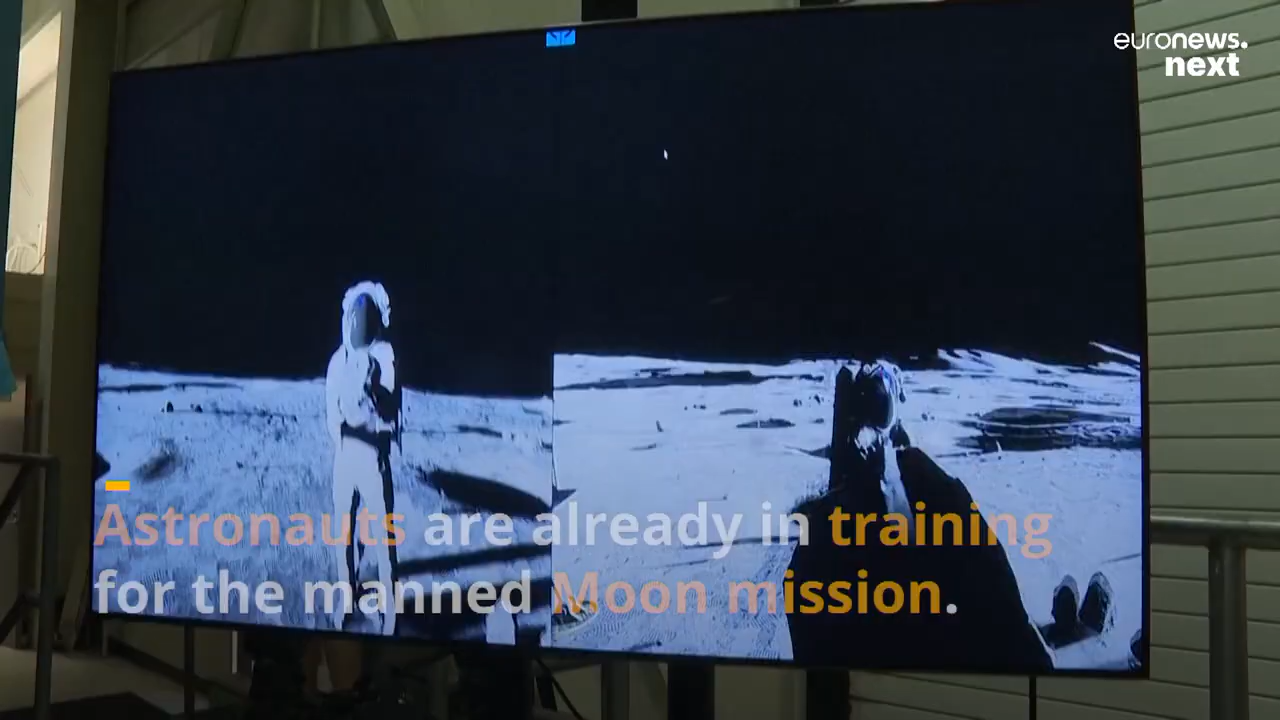 euronews.
next
Astronauts are already in training
for the manned Moon mission.